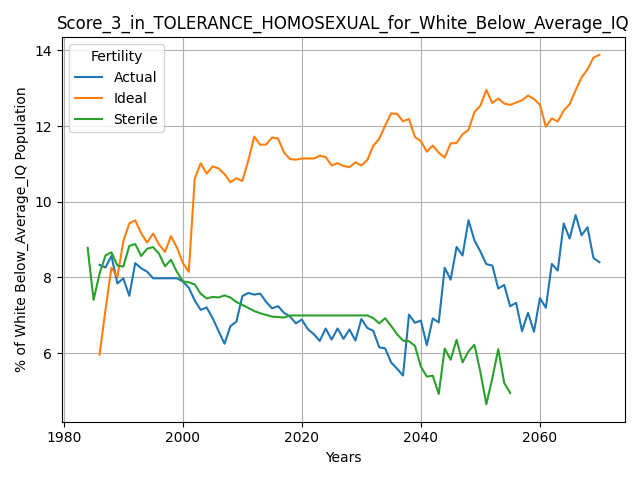 Score_3_in_TOLERANCE_HOMOSEXUAL_for_White_Below_Average_IQ
Fertility
Actual
Ideal
Sterile
% of White Below_Average_IQ Population
14
12
10
8
6
1980
2000
2020
2040
2060
Years